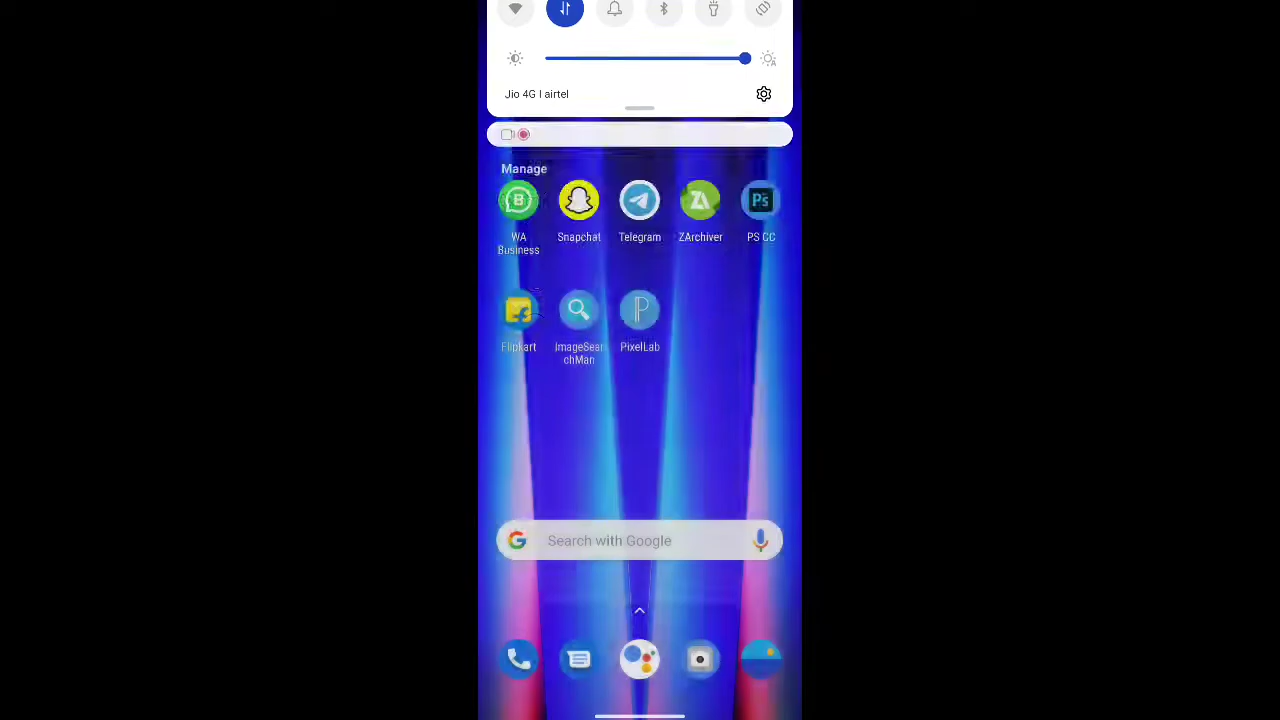 Jio 4G | airtel
Manage
WA Business
Snapchat
Telegram
ZArchiver
PS CC
Flipkart
ImageSear
chMan
PixelLab
Search with Google